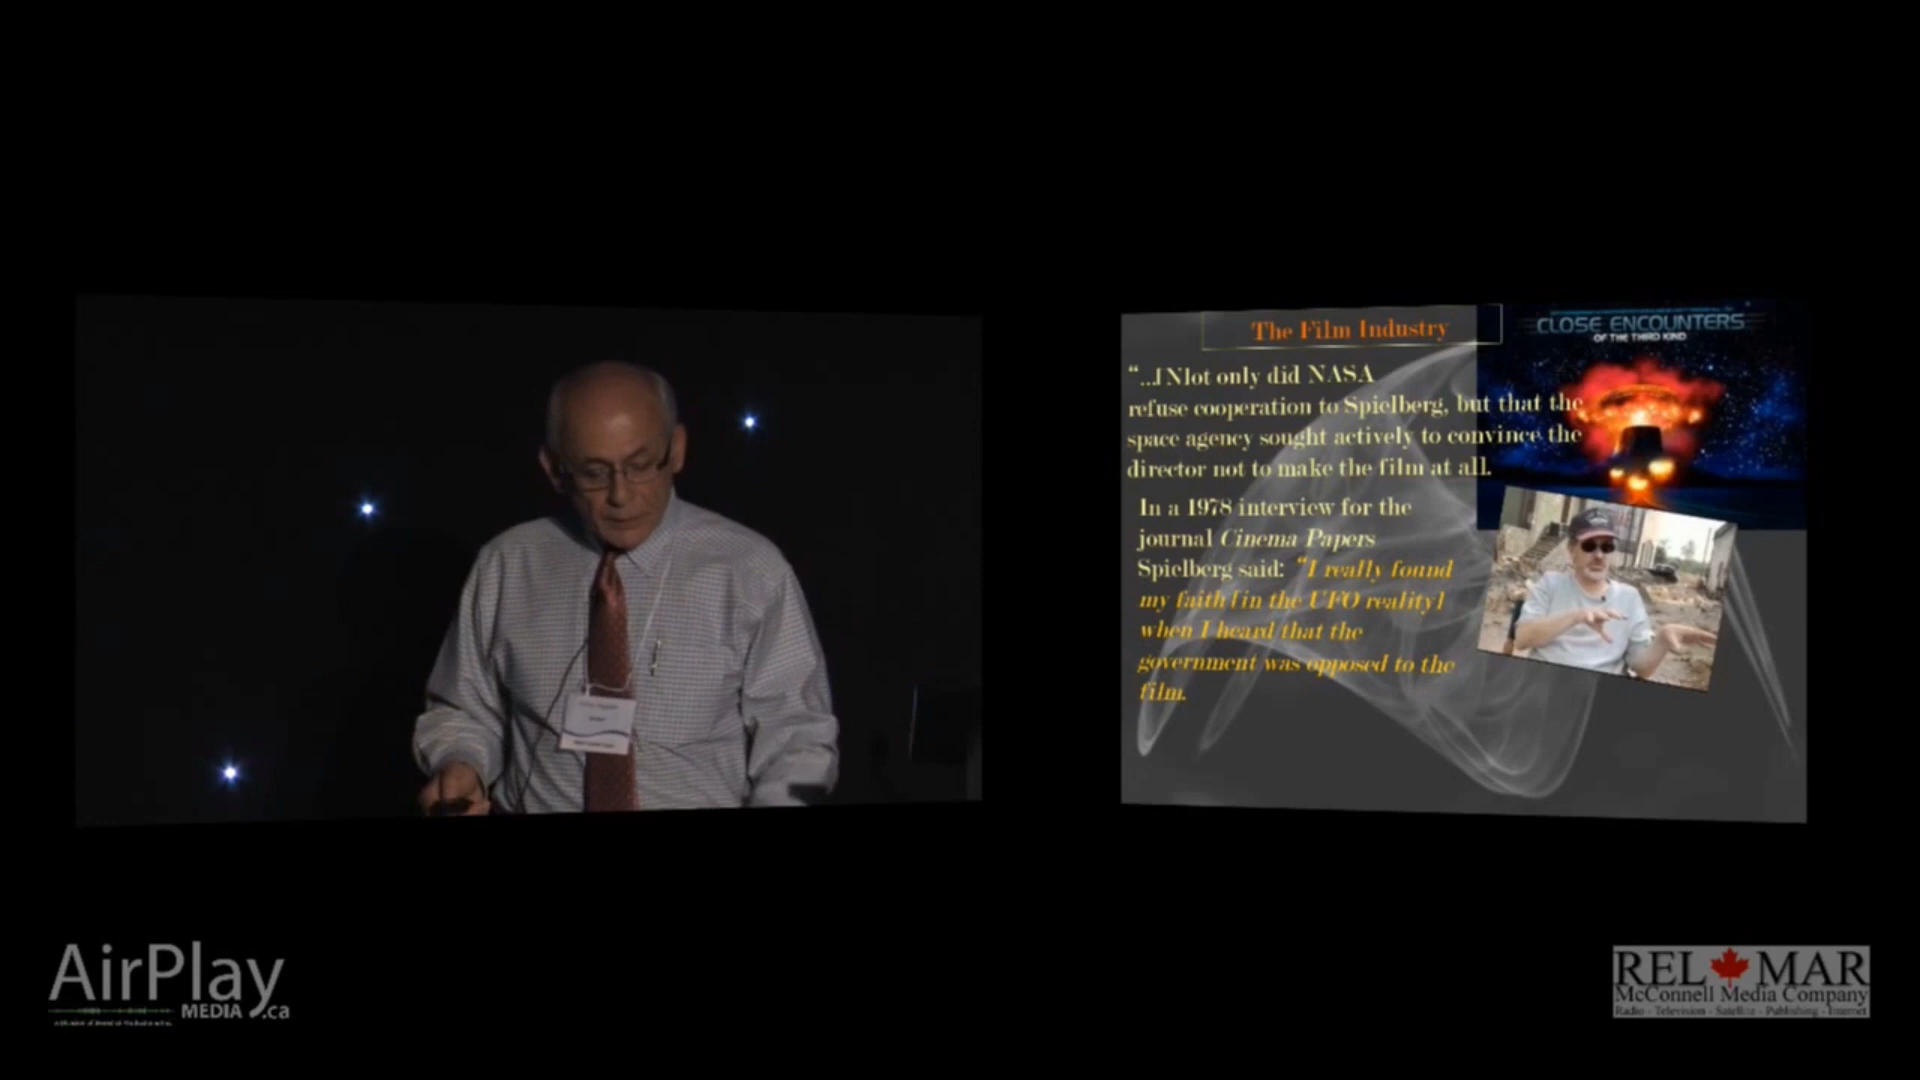 The Film Industry
CLOSE ENCOUNTERS
OF THE THIRD KIND
“...[N]ot only did NASA
refuse cooperation to Spielberg, but that the
space agency sought actively to convince the
director not to make the film at all.
In a 1978 interview for the
journal Cinema Papers
Spielberg said: “I really found
my faith [in the UFO reality]
when I heard that the
government was opposed to the
film.
AirPlay
MEDIA.ca
REL MAR
McConnell Media Company
Radio - Television - Satellite - Publishing - Internet